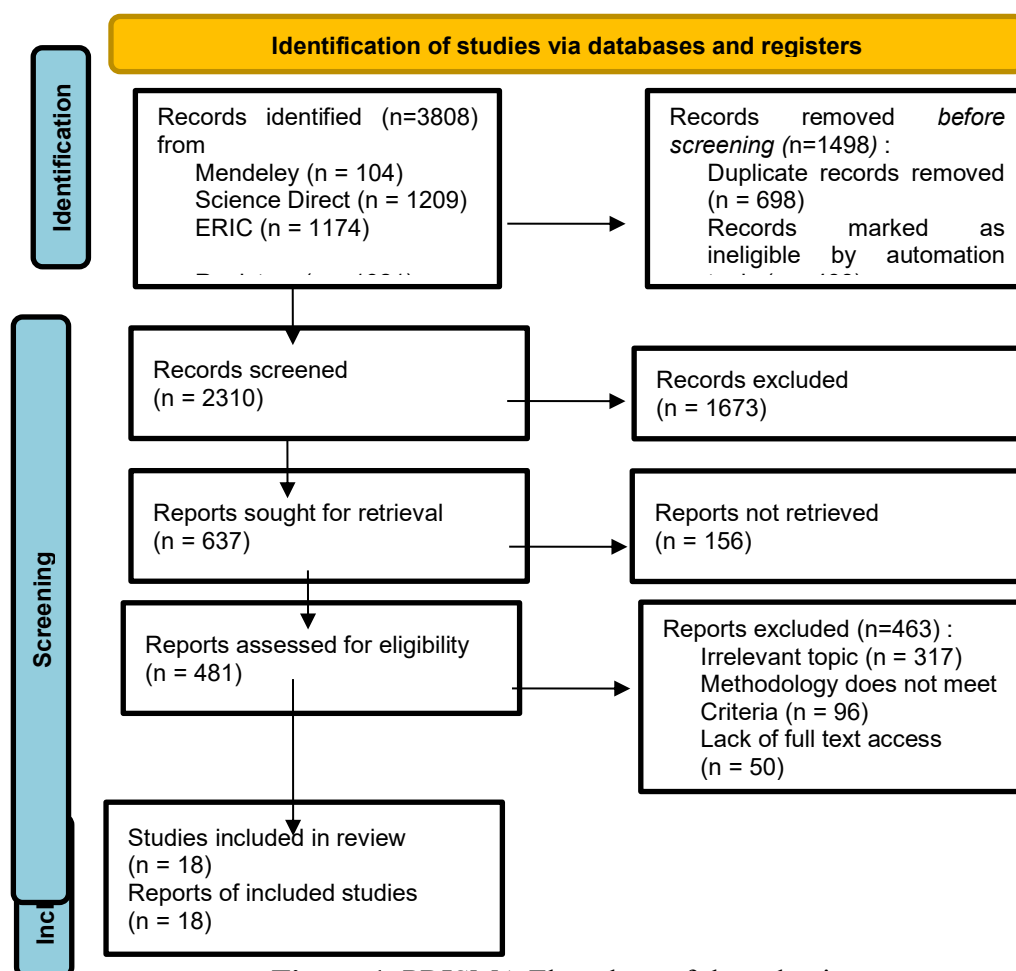 Identification of studies via databases and registers
Identification
Records identified (n=3808)
from
Mendeley (n = 104)
Science Direct (n = 1209)
ERIC (n = 1174)
Records removed before
screening (n=1498) :
Duplicate records removed
(n = 698)
Records marked as
ineligible by automation
Screening
Records screened
(n = 2310)
Records excluded
(n = 1673)
Reports sought for retrieval
(n = 637)
Reports not retrieved
(n = 156)
Reports assessed for eligibility
(n = 481)
Reports excluded (n=463) :
Irrelevant topic (n = 317)
Methodology does not meet
Criteria (n = 96)
Lack of full text access
(n = 50)
Incl
Studies included in review
(n = 18)
Reports of included studies
(n = 18)